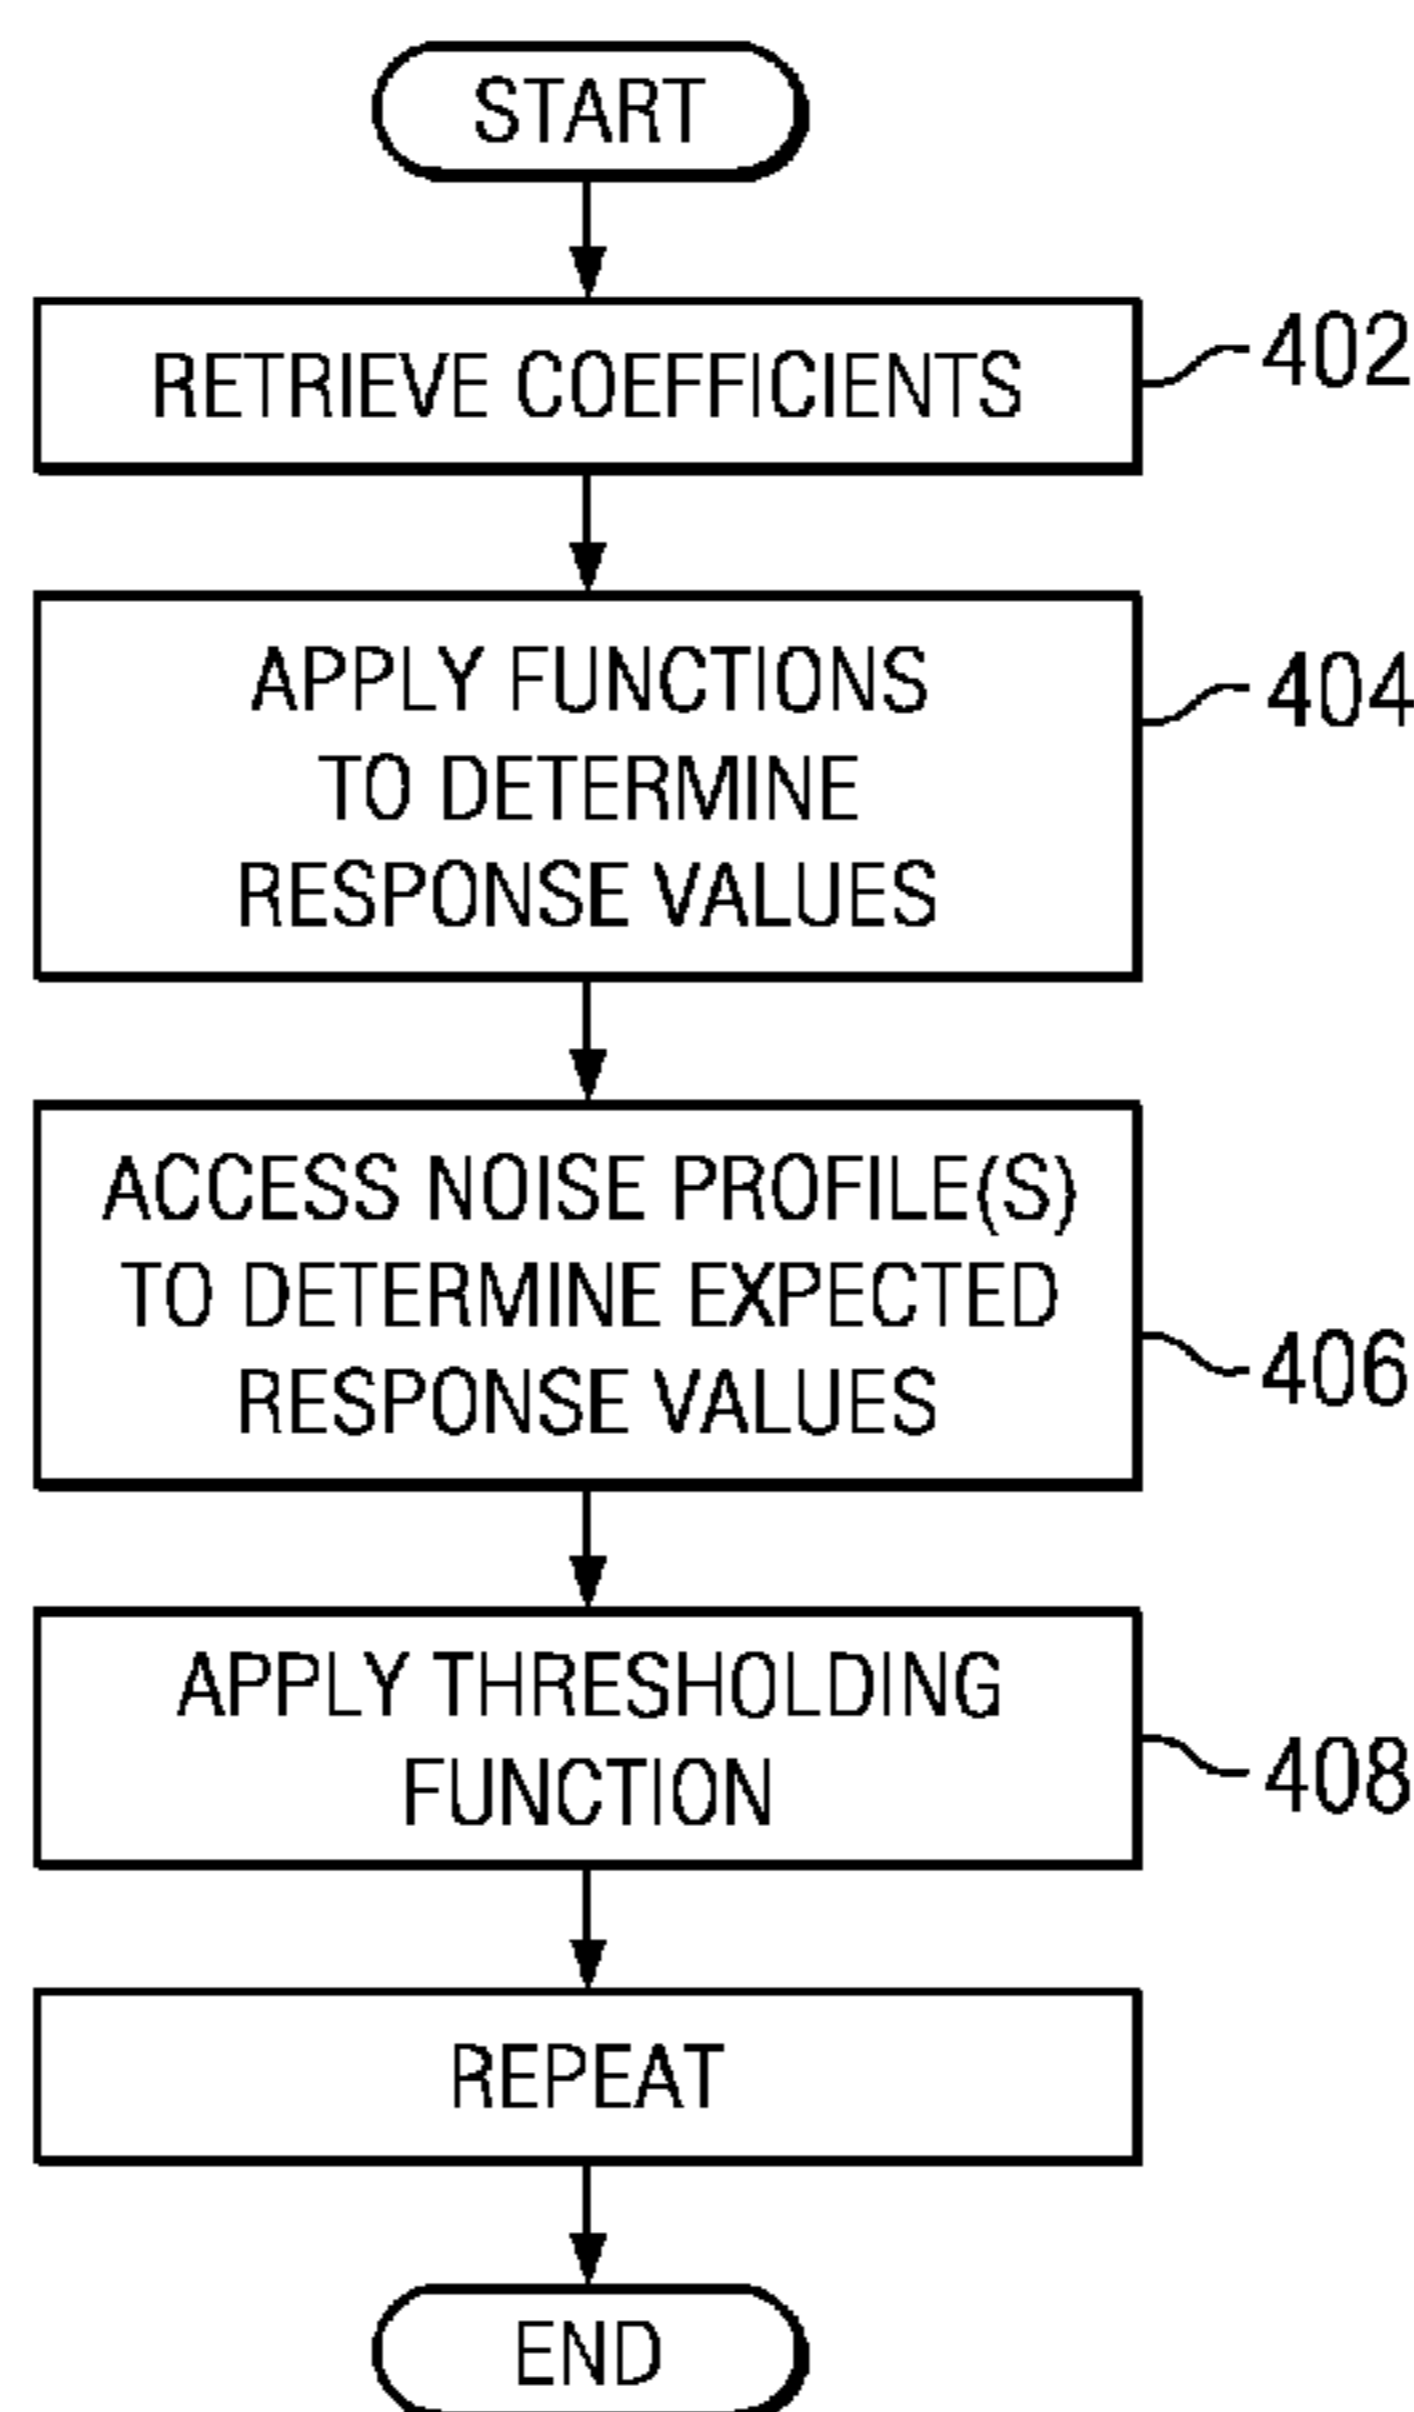 START
RETRIEVE COEFFICIENTS
402
APPLY FUNCTIONS
TO DETERMINE
RESPONSE VALUES
404
ACCESS NOISE PROFILE(S)
TO DETERMINE EXPECTED
RESPONSE VALUES
406
APPLY THRESHOLDING
FUNCTION
408
REPEAT
END